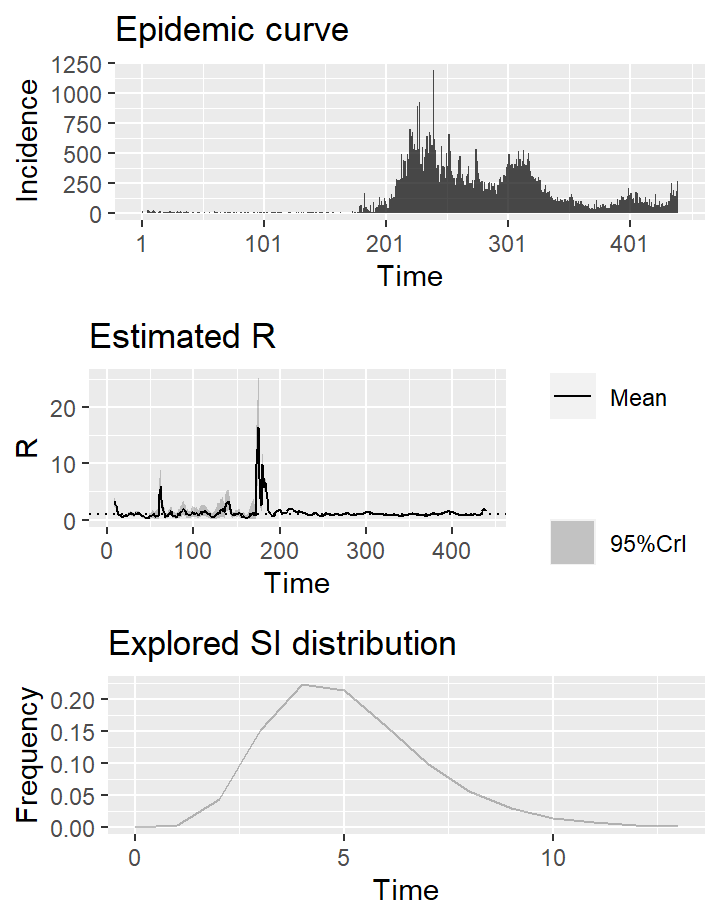 Epidemic curve
1250
1000
750
500
250
0
Incidence
1 101 201 301 401
Time
Estimated R
20
10
0
R
0 100 200 300 400
Time
Mean
95%CrI
Explored SI distribution
0.20
0.15
0.10
0.05
0.00
Frequency
0 5 10
Time